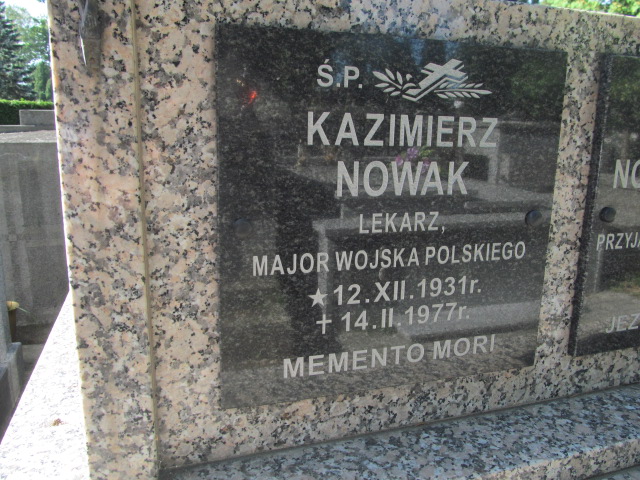 Ś.P.
KAZIMIERZ
NOWAK
LEKARZ,
MAJOR WOJSKA POLSKIEGO
★ 12.XII.1931r.
+ 14.II.1977r.
MEMENTO MORI